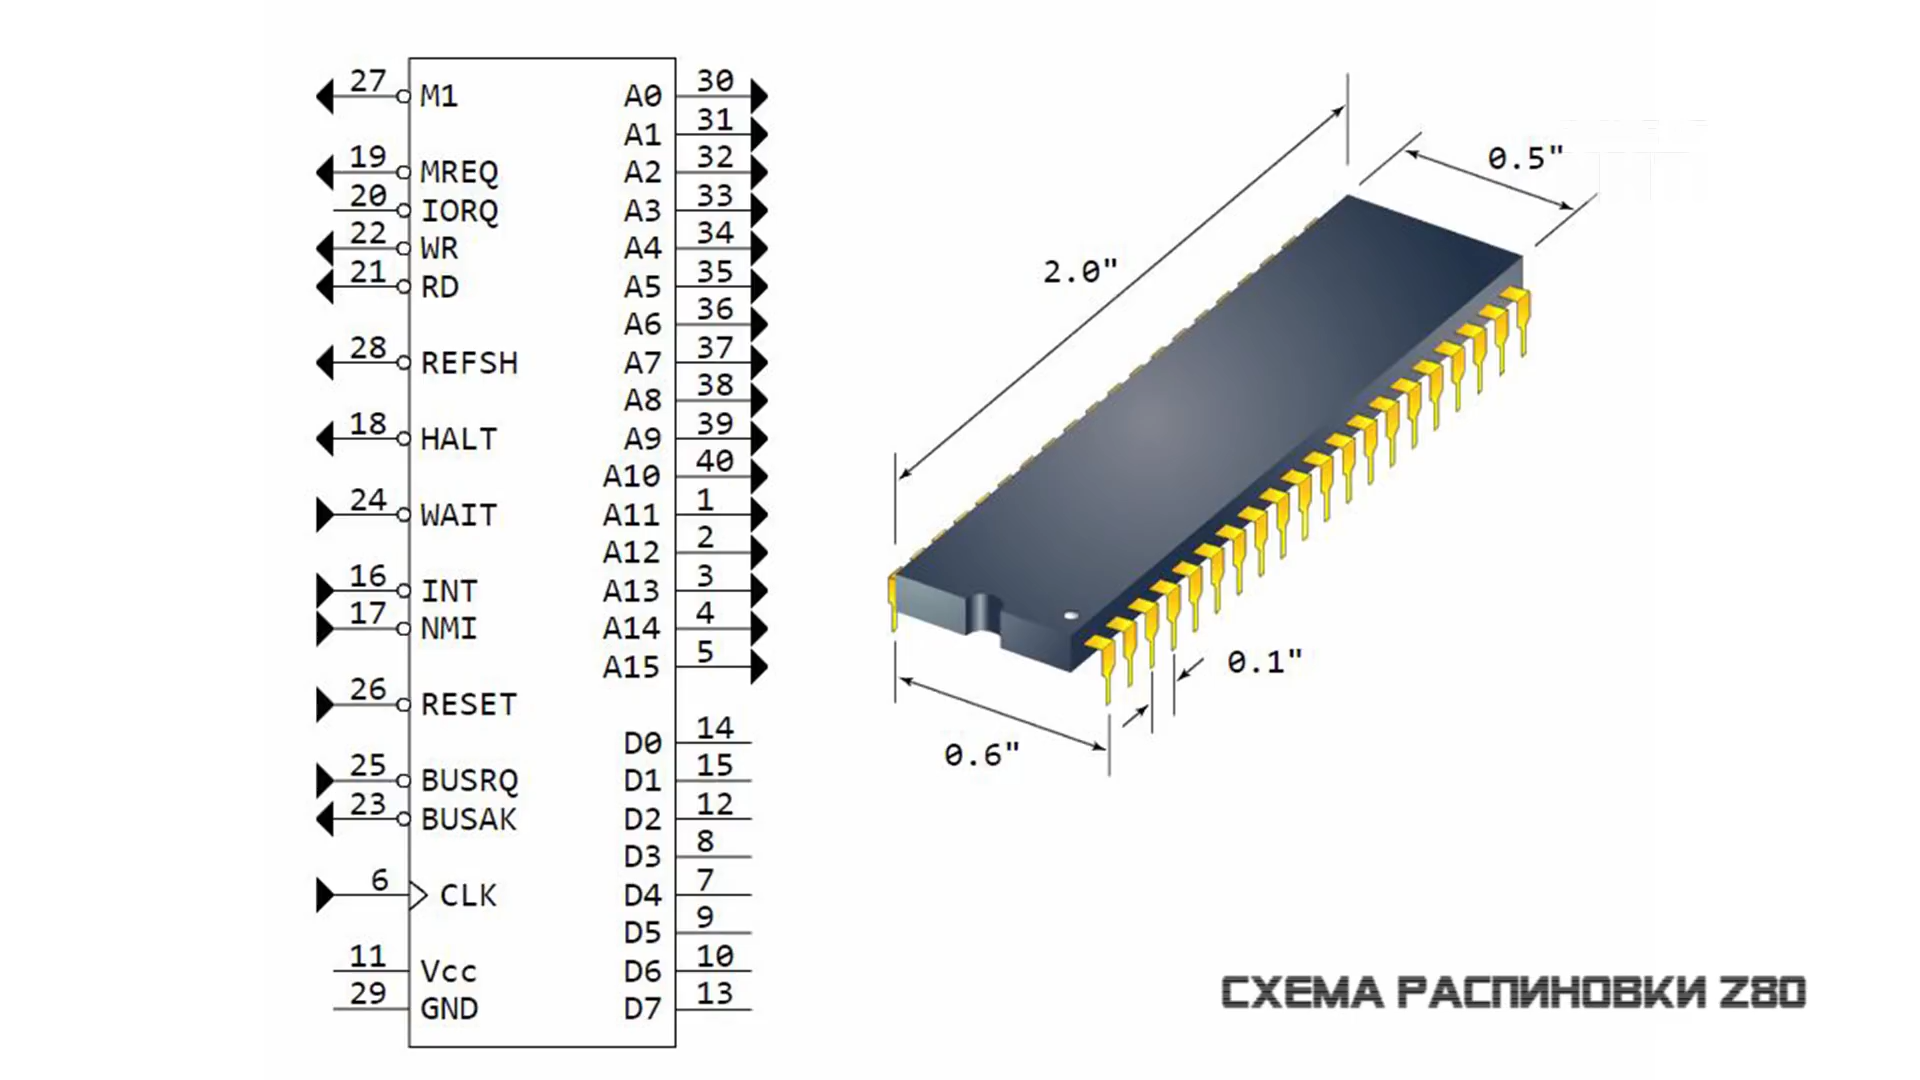 27 M1 A0 30
A1 31
19 MREQ A2 32
20 IORQ A3 33
22 WR A4 34
21 RD A5 35
A6 36
28 REFSH A7 37
A8 38
18 HALT A9 39
A10 40
24 WAIT A11 1
A12 2
16 INT A13 3
17 NMI A14 4
A15 5
26 RESET
D0 14
25 BUSRQ D1 15
23 BUSAK D2 12
D3 8
6 CLK D4 7
D5 9
11 Vcc D6 10
29 GND D7 13
0.5"
2.0"
0.1"
0.6"
СХЕМА РАСПИНОВКИ Z80